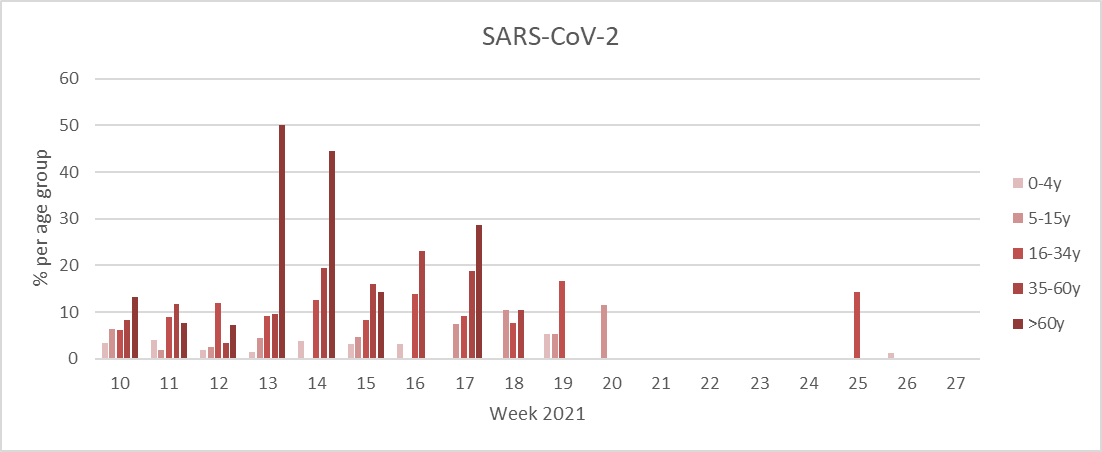 SARS-CoV-2
60
50
40
30
20
10
0
% per age group
10 11 12 13 14 15 16 17 18 19 20 21 22 23 24 25 26 27
Week 2021
0-4y
5-15y
16-34y
35-60y
>60y